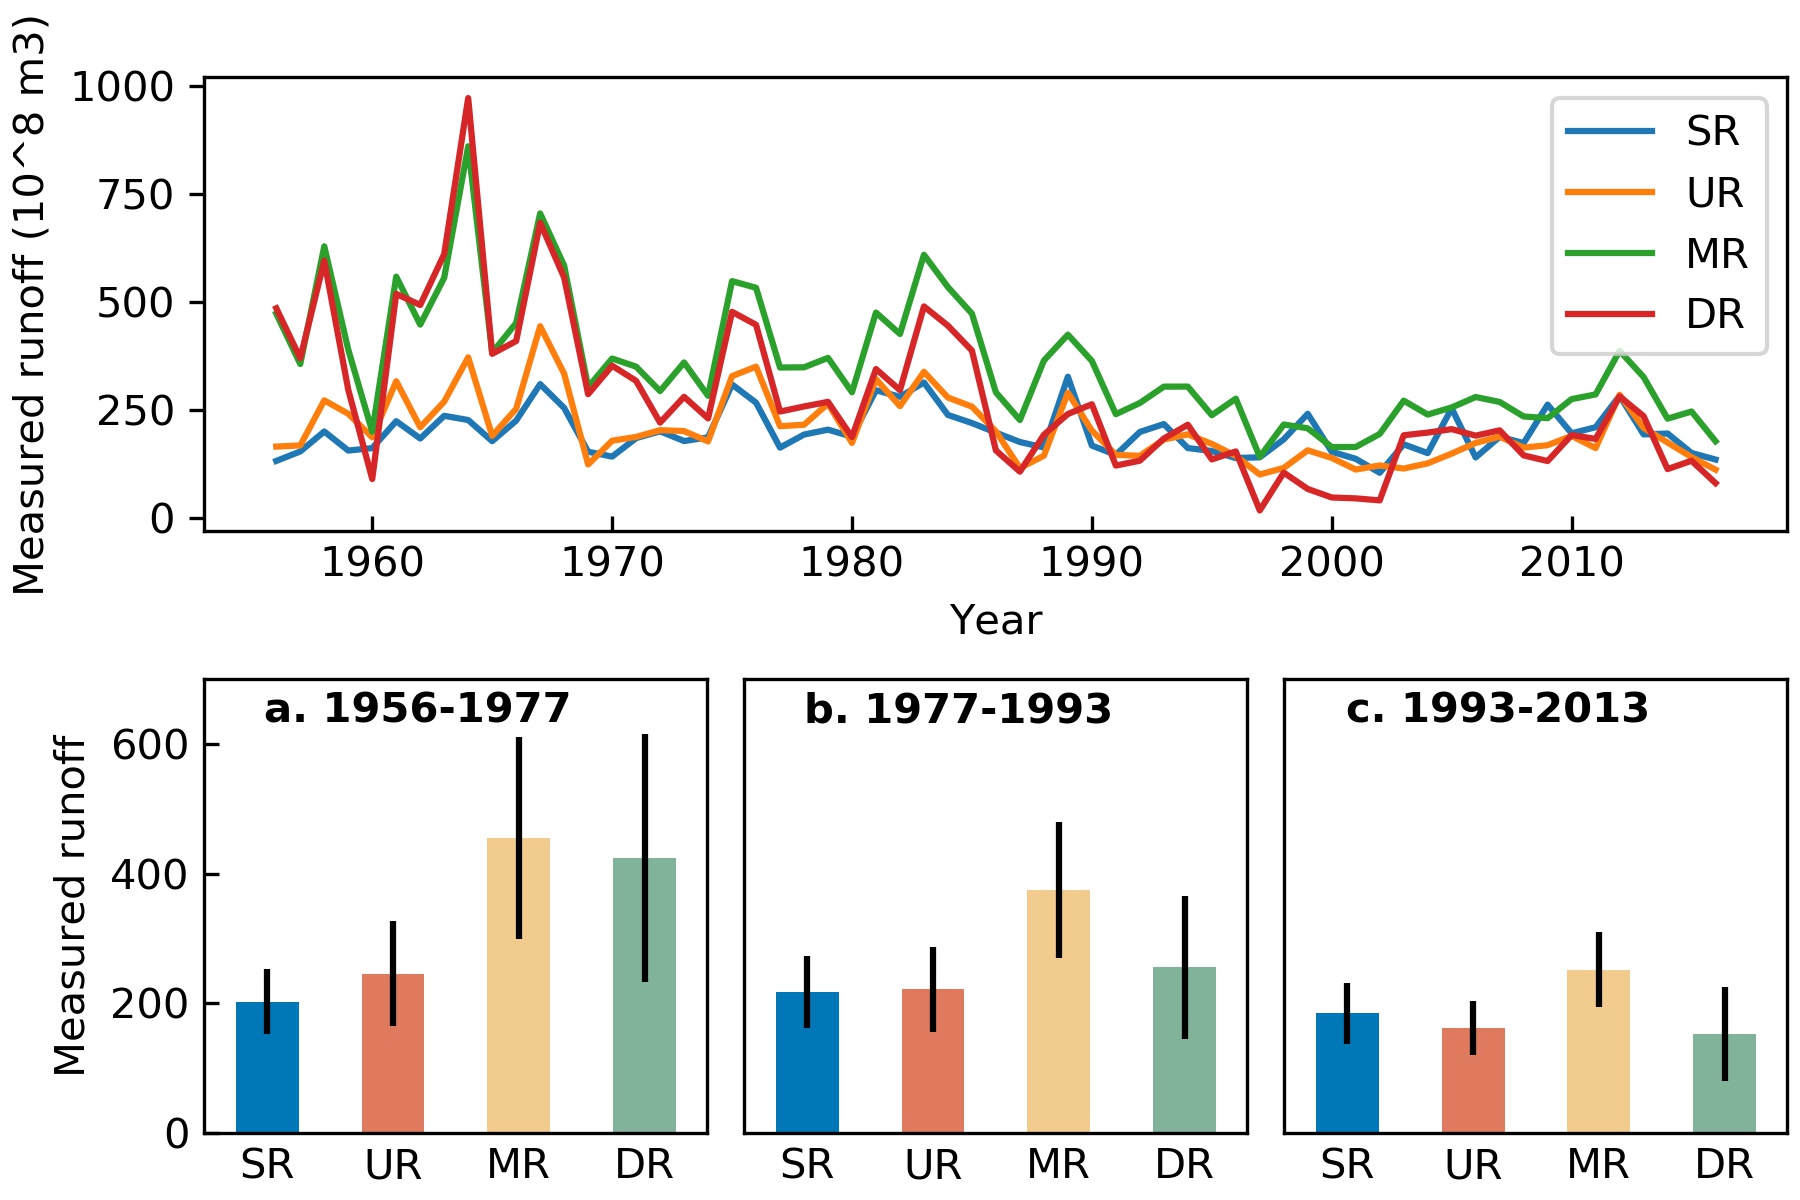 Measured runoff (10^8 m3)
1000
750
500
250
0
1960 1970 1980 1990 2000 2010
Year
SR
UR
MR
DR
Measured runoff
600
400
200
0
a. 1956-1977
SR UR MR DR
b. 1977-1993
SR UR MR DR
c. 1993-2013
SR UR MR DR